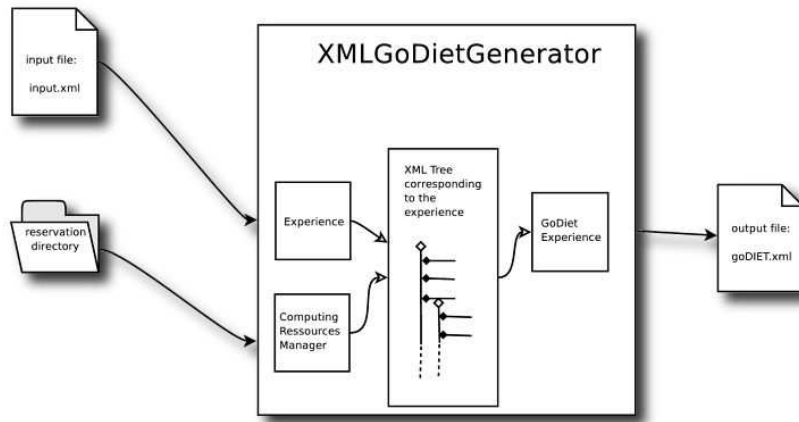 XMLGoDietGenerator
input file:
input.xml
reservation
directory
Experience
Computing
Ressources
Manager
XML Tree
corresponding
to the
experience
GoDiet
Experience
output file:
goDIET.xml